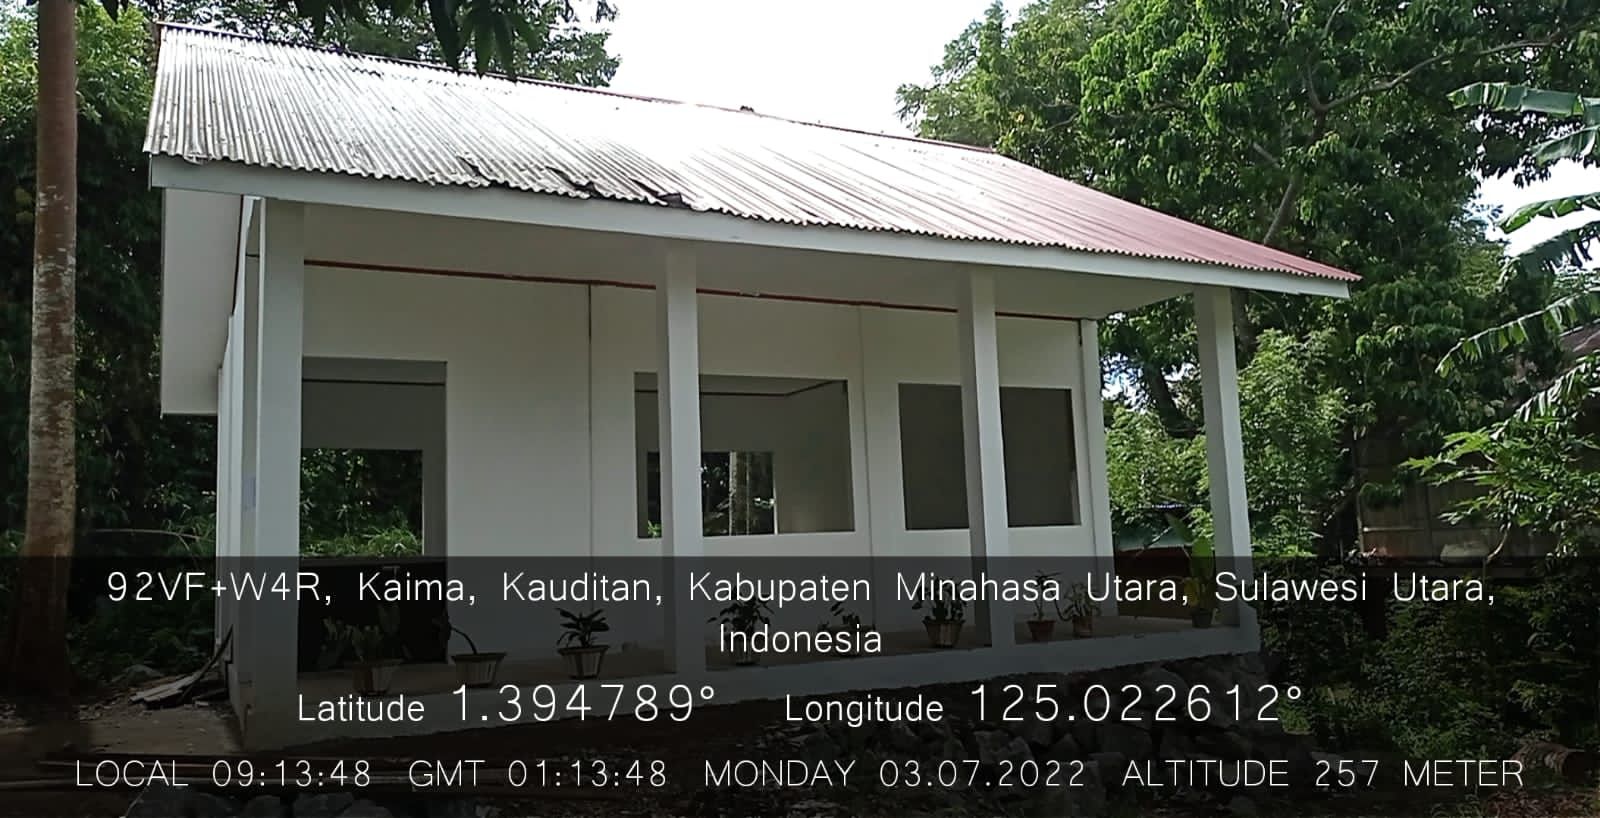 92VF+W4R, Kaima, Kauditan, Kabupaten Minahasa Utara, Sulawesi Utara,
Indonesia
Latitude 1.394789° Longitude 125.022612°
LOCAL 09:13:48 GMT 01:13:48 MONDAY 03.07.2022 ALTITUDE 257 METER